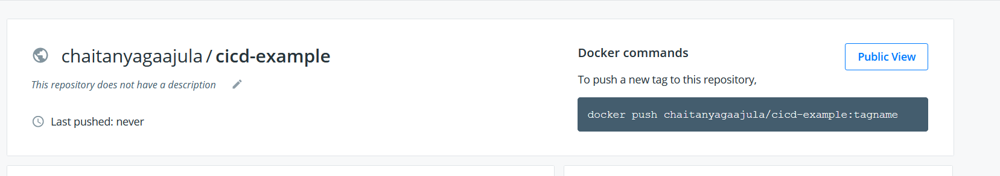 chaitanyagaajula / cicd-example
This repository does not have a description
Last pushed: never
Docker commands
Public View
To push a new tag to this repository,
docker push chaitanyagaajula/cicd-example:tagname